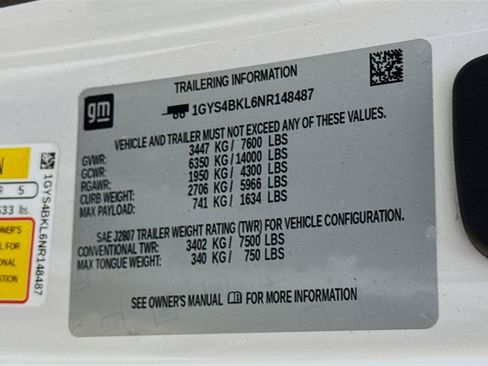 TRAILERING INFORMATION
gm
1GYS4BKL6NR148487
VEHICLE AND TRAILER MUST NOT EXCEED ANY OF THESE VALUES.
GVWR: 3447 KG / 7600 LBS
GCWR: 6350 KG / 14000 LBS
RGAWR: 1950 KG / 4300 LBS
CURB WEIGHT: 2706 KG / 5966 LBS
MAX PAYLOAD: 741 KG / 1634 LBS
SAE J2807 TRAILER WEIGHT RATING (TWR) FOR VEHICLE CONFIGURATION.
CONVENTIONAL TWR: 3402 KG / 7500 LBS
MAX TONGUE WEIGHT: 340 KG / 750 LBS
SEE OWNER'S MANUAL FOR MORE INFORMATION
1GYS4BKL6NR148487
5
lbs.
FOR